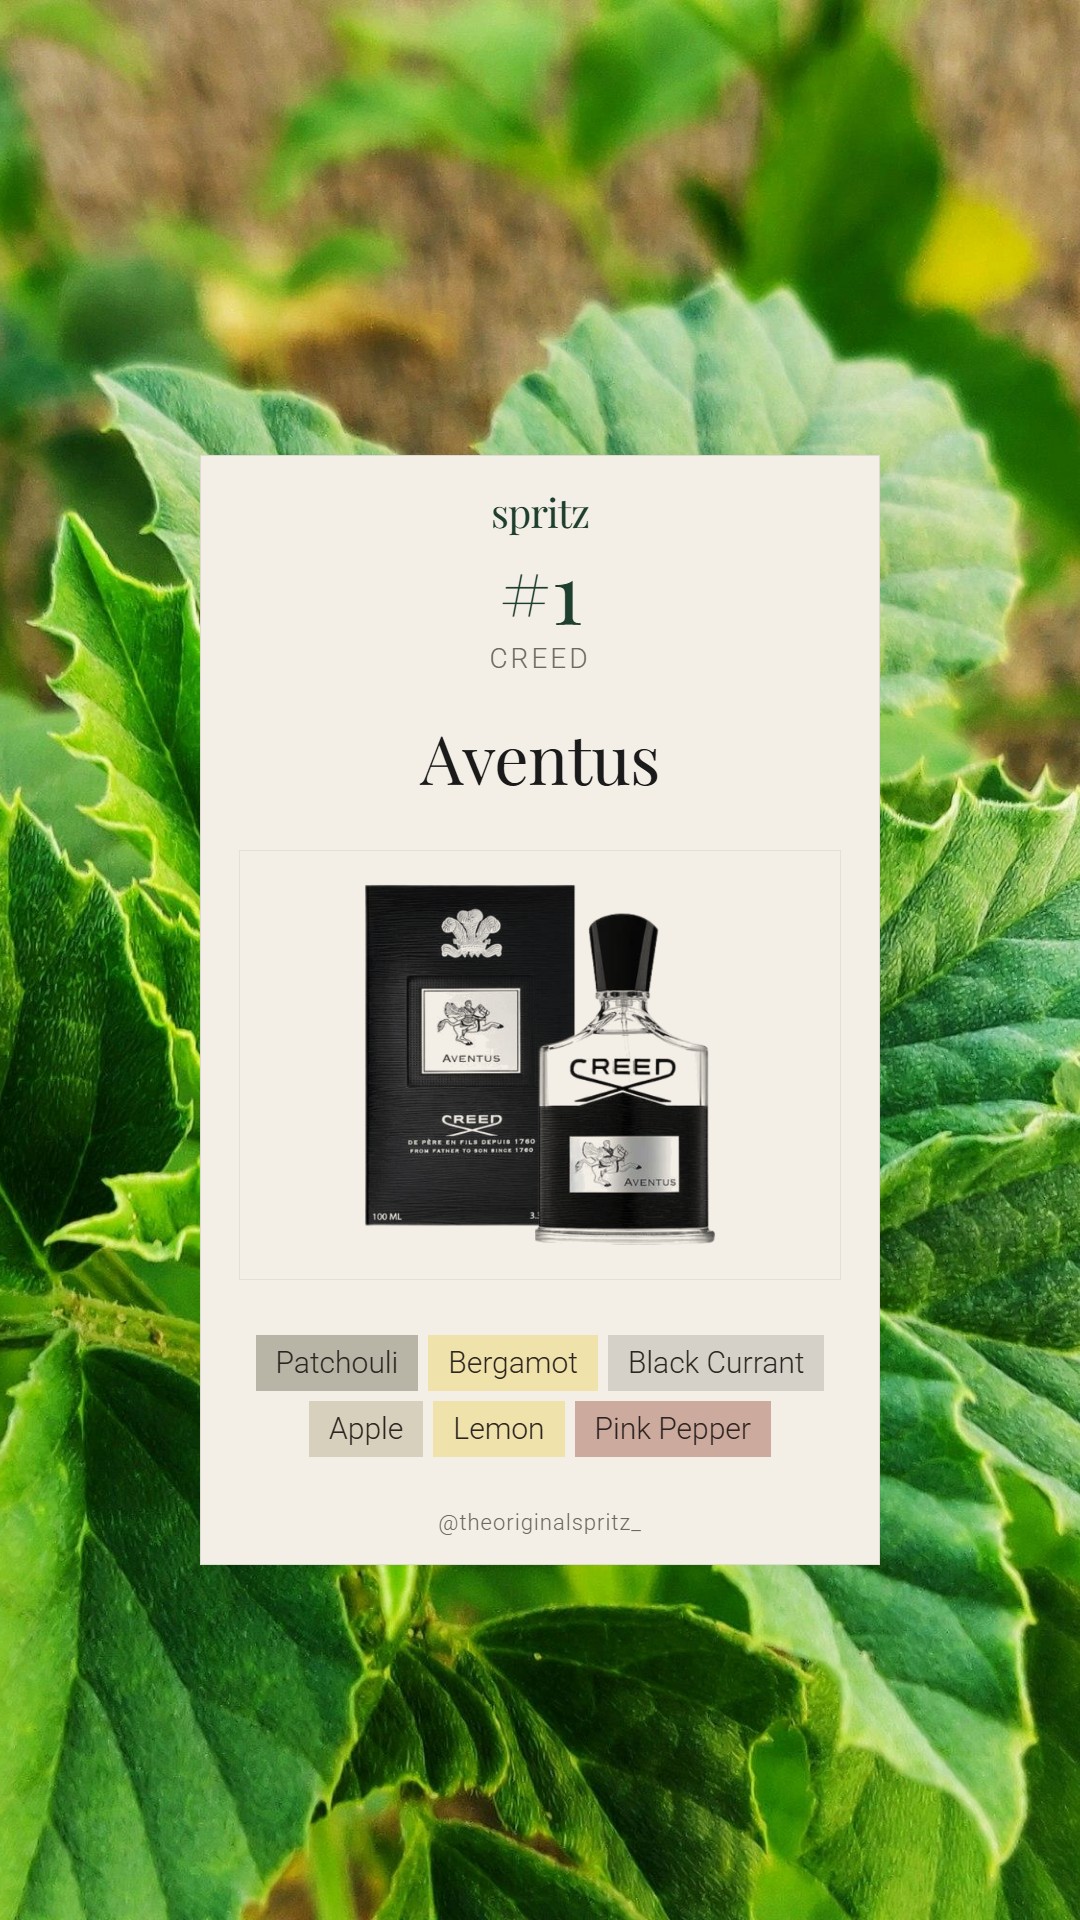 spritz
#1
CREED
Aventus
AVENTUS
CREED
DE PÈRE EN FILS DEPUIS 1760
FROM FATHER TO SON SINCE 1760
100 ML
CREED
AVENTUS
Patchouli Bergamot Black Currant
Apple Lemon Pink Pepper
@theoriginalspritz_